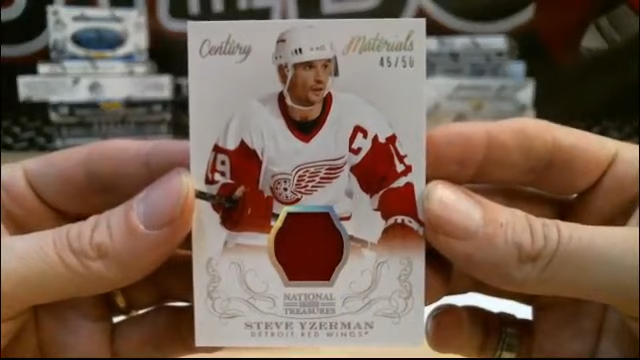 Century Materials
45/50
19
C
NATIONAL
TREASURES
STEVE YZERMAN
DETROIT RED WINGS